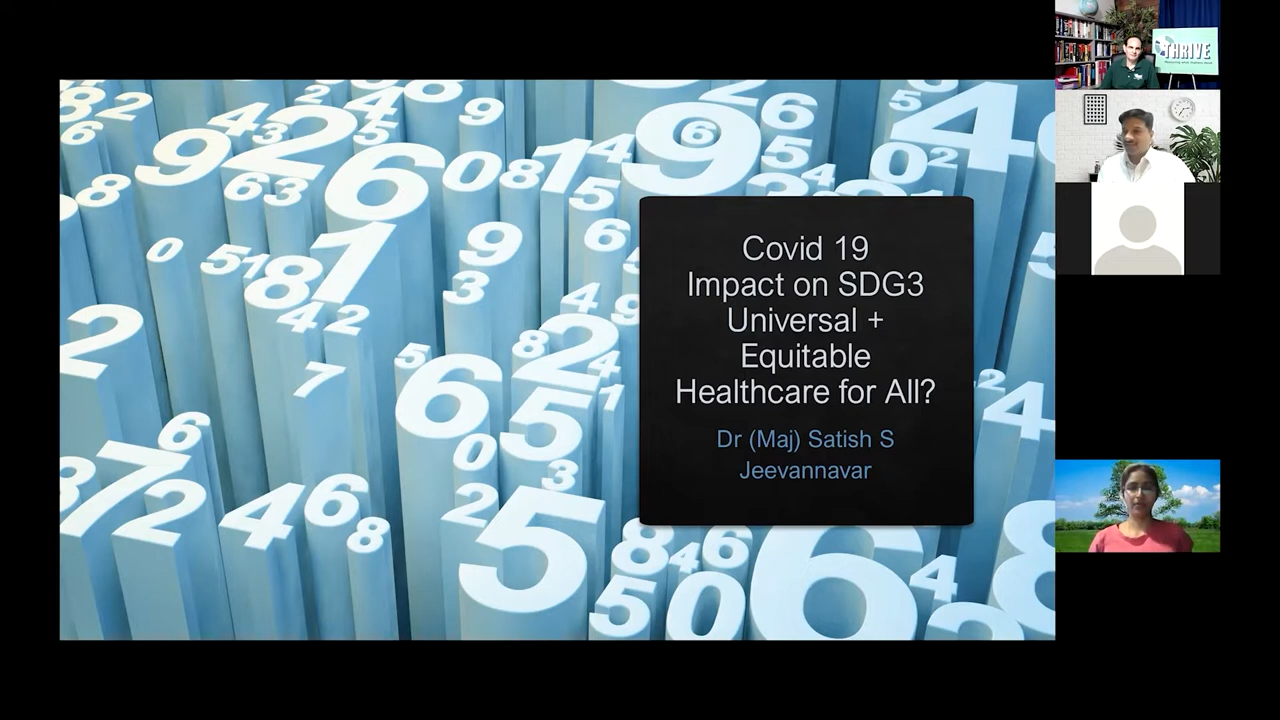 Covid 19
Impact on SDG3
Universal +
Equitable
Healthcare for All?
Dr (Maj) Satish S
Jeevannavar
THRIVE